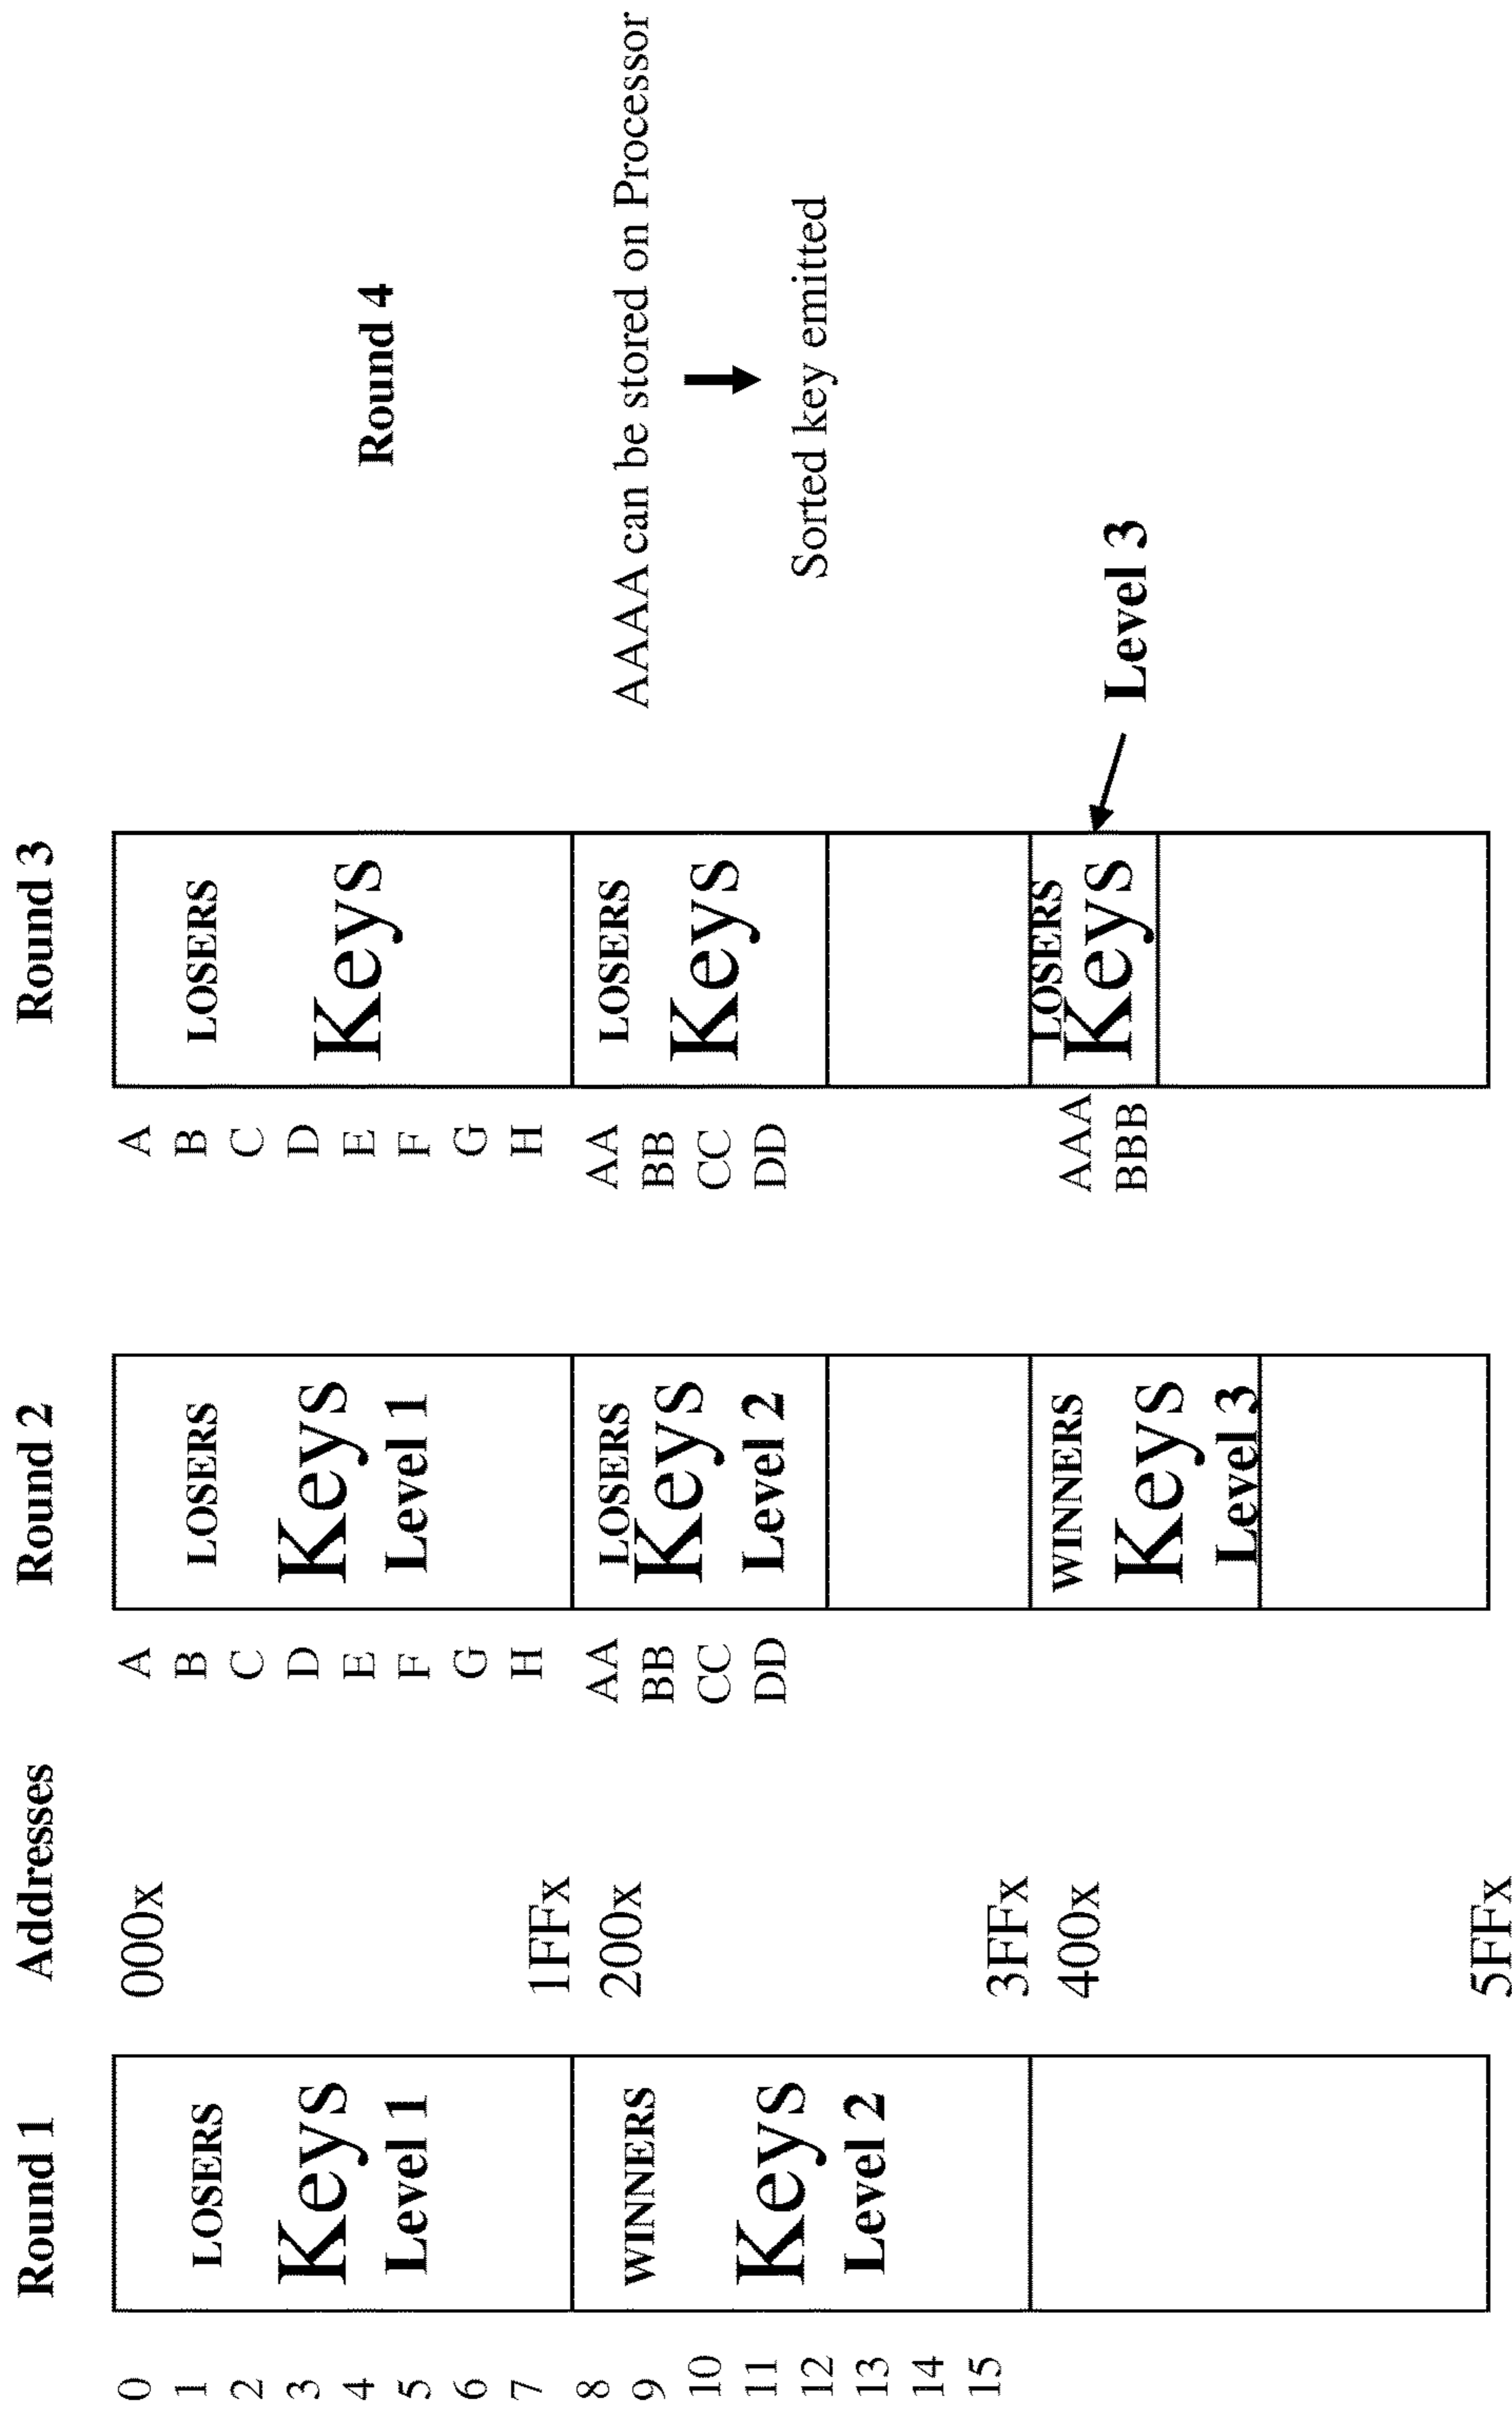 Round 1
Addresses
Round 2
Round 3
0
1
2
3
4
5
6
7
8
9
10
11
12
13
14
15
LOSERS
Keys
Level 1
WINNERS
Keys
Level 2
000x
1FFx
200x
3FFx
400x
5FFx
A
B
C
D
E
F
G
H
AA
BB
CC
DD
LOSERS
Keys
Level 1
LOSERS
Keys
Level 2
WINNERS
Keys
Level 3
A
B
C
D
E
F
G
H
AA
BB
CC
DD
AAA
BBB
LOSERS
Keys
LOSERS
Keys
LOSERS
Keys
Level 3
Round 4
AAAA can be stored on Processor
Sorted key emitted